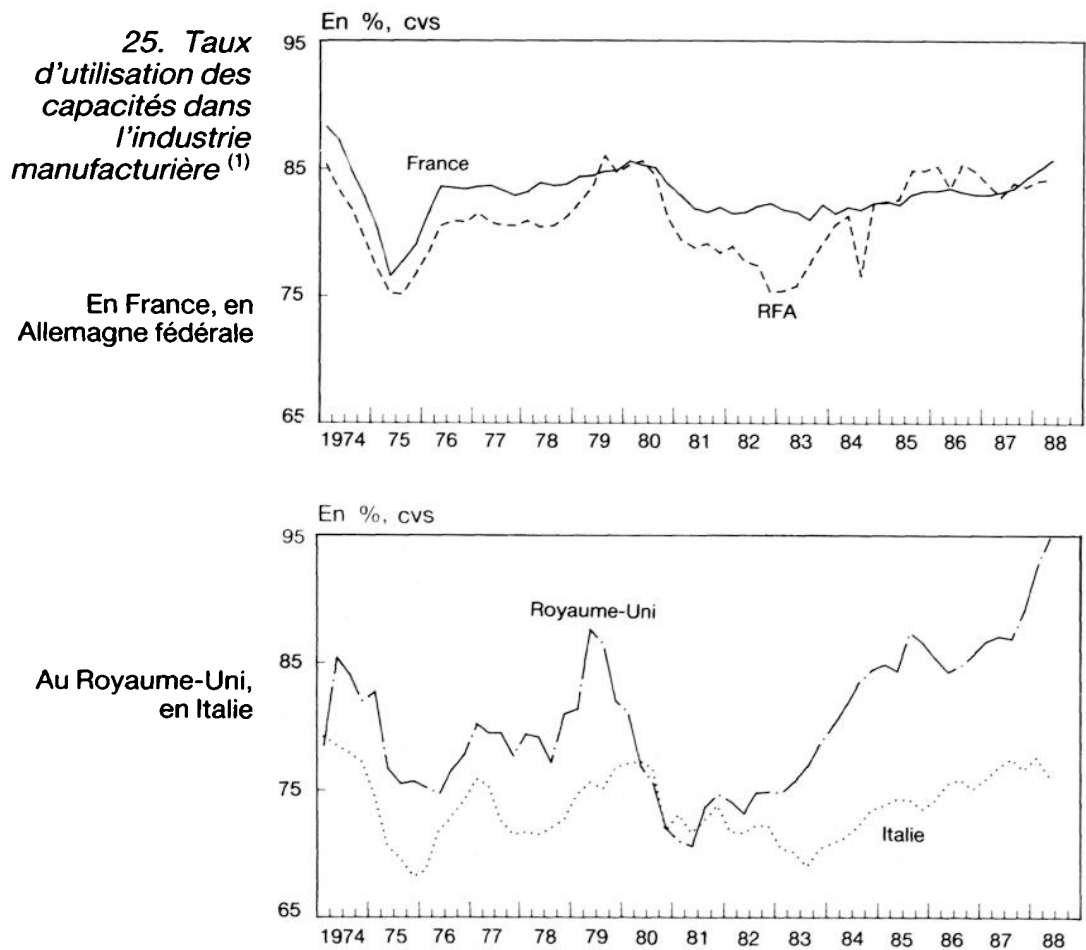 25. Taux
d'utilisation des
capacités dans
l'industrie
manufacturière (1)
En France, en
Allemagne fédérale
En %, cvs
95
85
75
65
France
RFA
1974 75 76 77 78 79 80 81 82 83 84 85 86 87 88
Au Royaume-Uni,
en Italie
En %, cvs
95
85
75
65
Royaume-Uni
Italie
1974 75 76 77 78 79 80 81 82 83 84 85 86 87 88